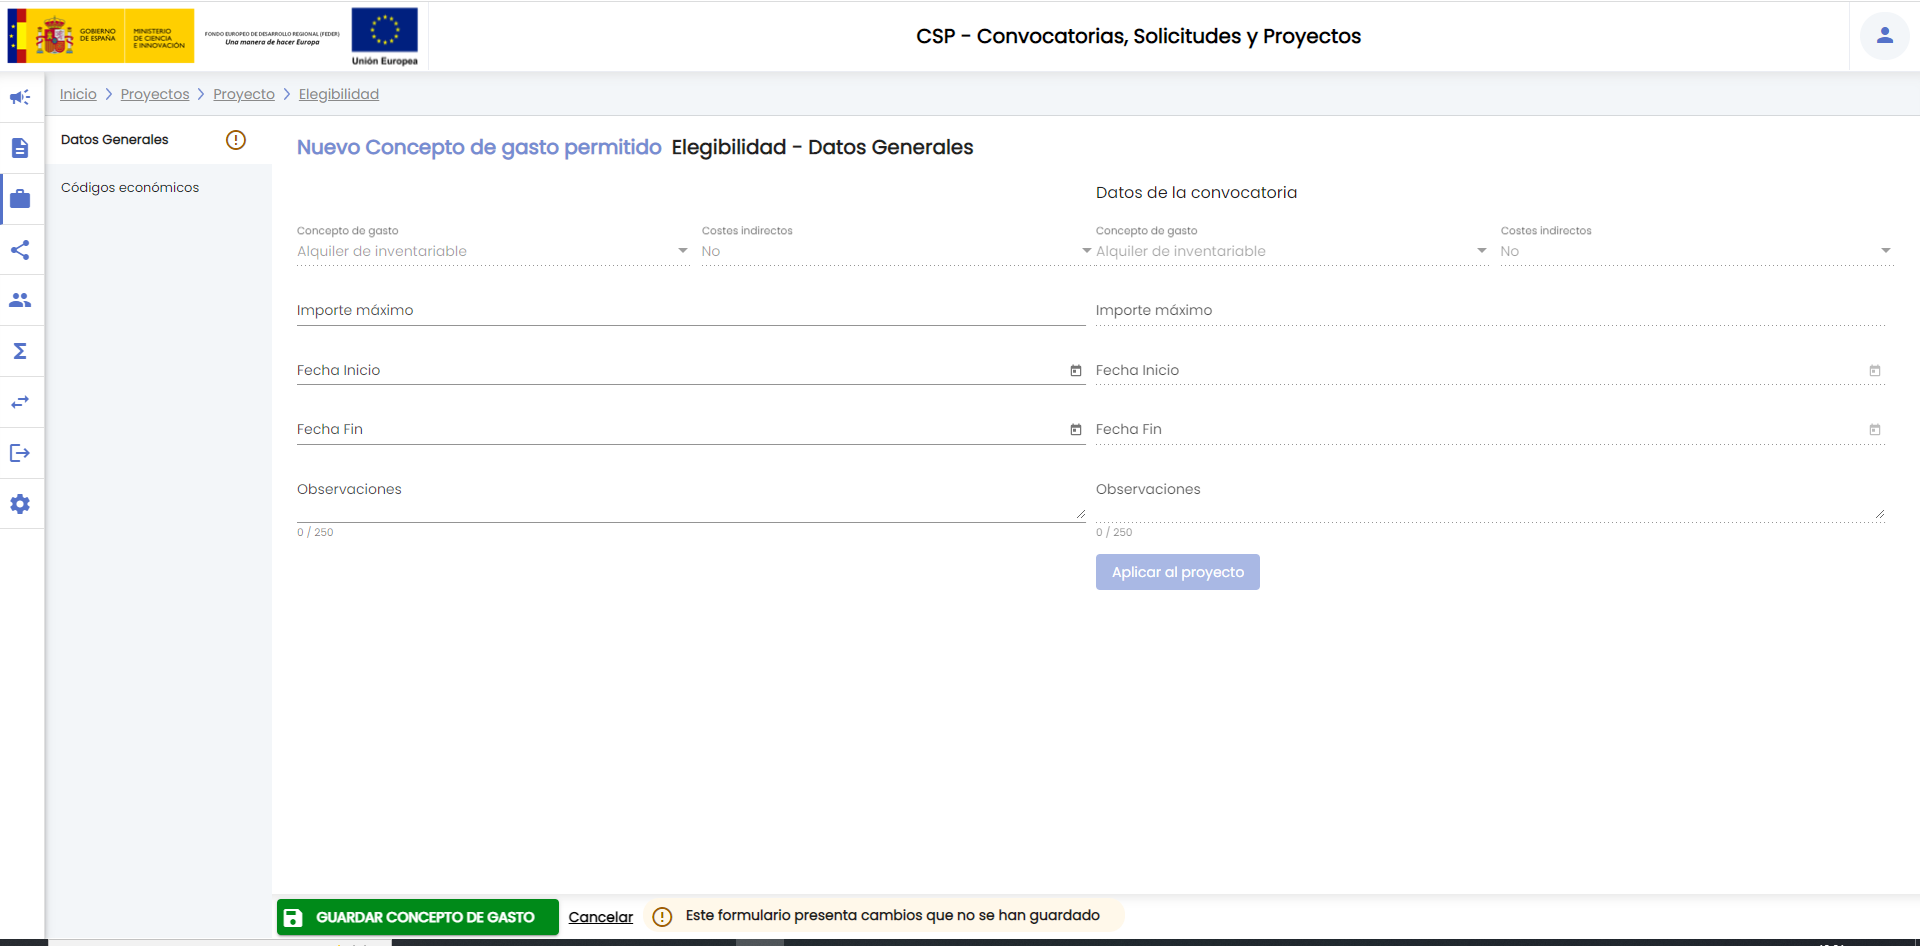 GOBIERNO
DE ESPAÑA
MINISTERIO
DE CIENCIA
E INNOVACIÓN
FONDO EUROPEO DE DESARROLLO REGIONAL (FEDER)
Una manera de hacer Europa
Unión Europea
CSP - Convocatorias, Solicitudes y Proyectos
Inicio > Proyectos > Proyecto > Elegibilidad
Datos Generales
Códigos económicos
Nuevo Concepto de gasto permitido Elegibilidad - Datos Generales
Datos de la convocatoria
Concepto de gasto Costes indirectos Concepto de gasto Costes indirectos
Alquiler de inventariable No Alquiler de inventariable No
Importe máximo Importe máximo
Fecha Inicio Fecha Inicio
Fecha Fin Fecha Fin
Observaciones Observaciones
0 / 250 0 / 250
Aplicar al proyecto
GUARDAR CONCEPTO DE GASTO Cancelar Este formulario presenta cambios que no se han guardado